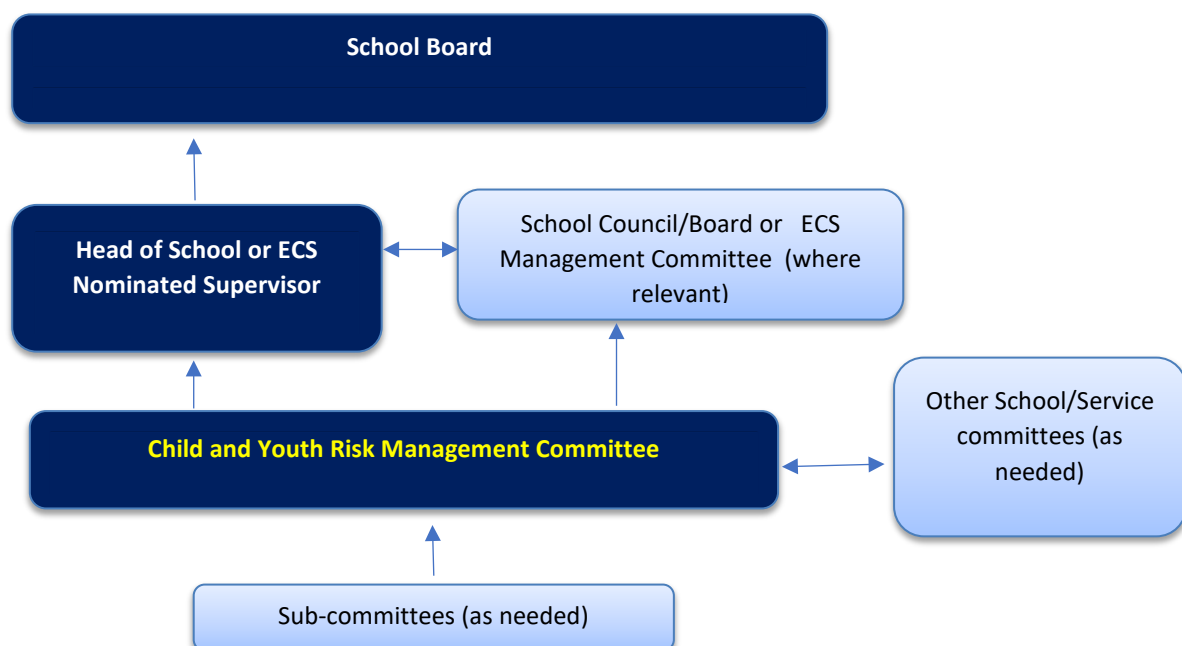 School Board
Head of School or ECS
Nominated Supervisor
School Council/Board or ECS
Management Committee (where
relevant)
Other School/Service
committees (as
needed)
Child and Youth Risk Management Committee
Sub-committees (as needed)